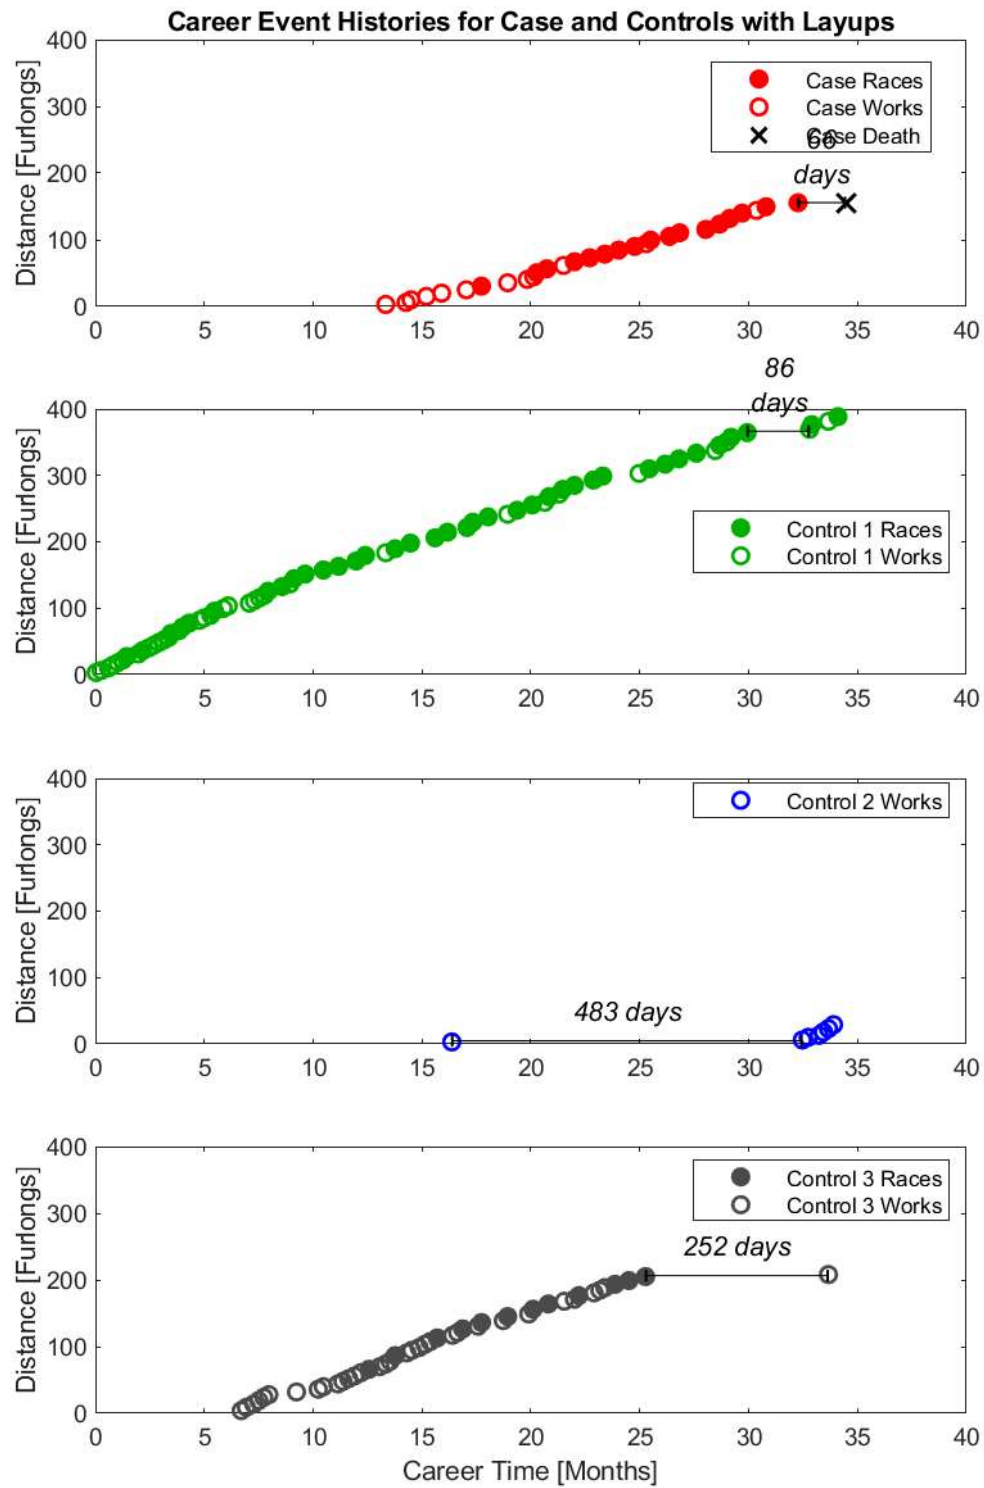 Career Event Histories for Case and Controls with Layups
400
300
200
100
0
Distance [Furlongs]
Case Races
Case Works
Case Death
66
days
0 5 10 15 20 25 30 35 40
86
days
400
300
200
100
0
Distance [Furlongs]
Control 1 Races
Control 1 Works
0 5 10 15 20 25 30 35 40
400
300
200
100
0
Distance [Furlongs]
Control 2 Works
483 days
0 5 10 15 20 25 30 35 40
400
300
200
100
0
Distance [Furlongs]
Control 3 Races
Control 3 Works
252 days
0 5 10 15 20 25 30 35 40
Career Time [Months]